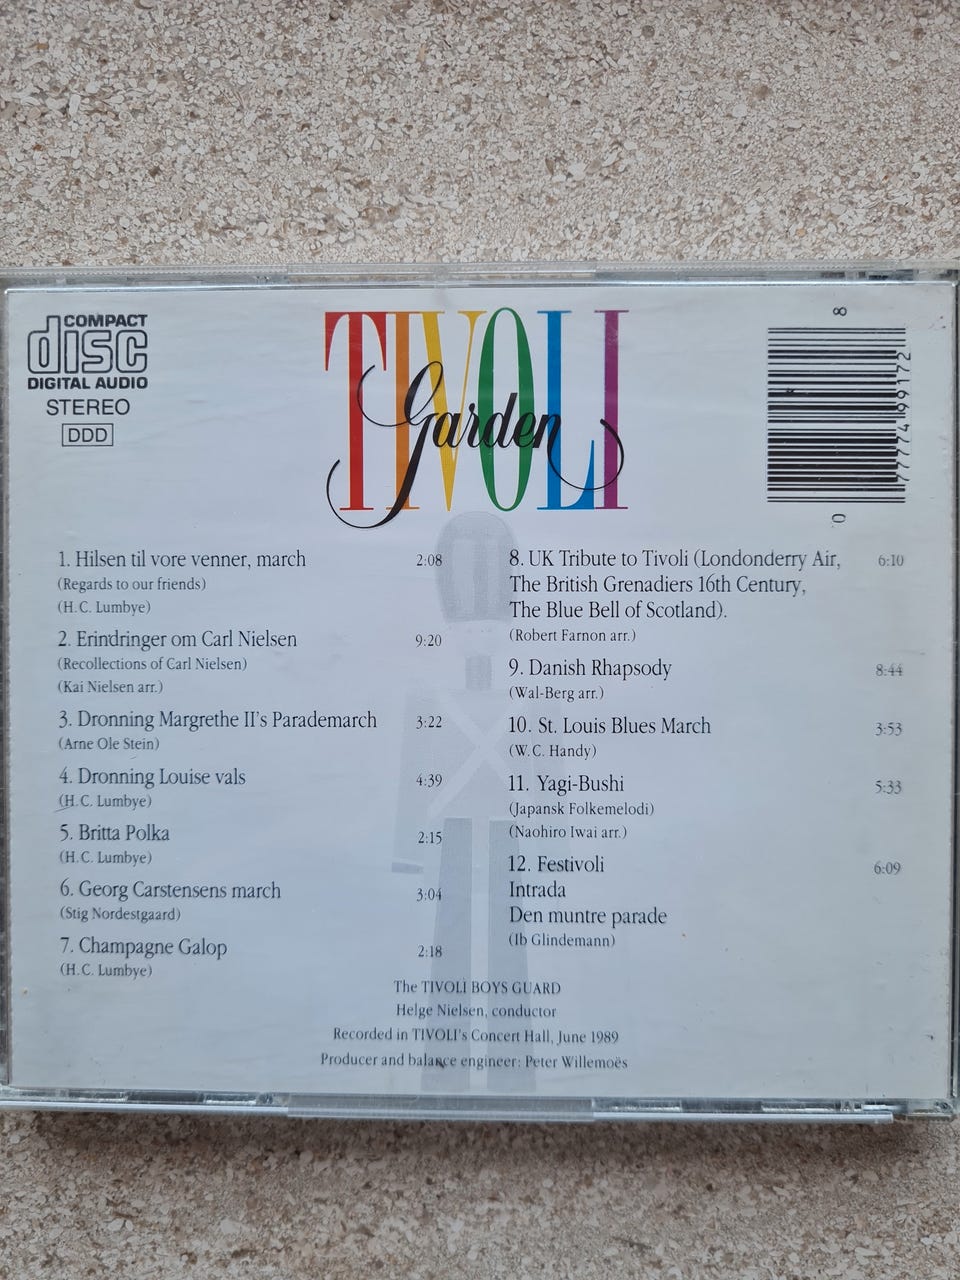 COMPACT
disc
DIGITAL AUDIO
STEREO
DDD
TIVOLI
Garden
0 77774 99172 8
1. Hilsen til vore venner, march 2:08
(Regards to our friends)
(H.C. Lumbye)
2. Erindringer om Carl Nielsen 9:20
(Recollections of Carl Nielsen)
(Kai Nielsen arr.)
3. Dronning Margrethe II's Parademarch 3:22
(Arne Ole Stein)
4. Dronning Louise vals 4:39
(H.C. Lumbye)
5. Britta Polka 2:15
(H.C. Lumbye)
6. Georg Carstensens march 3:04
(Stig Nordestgaard)
7. Champagne Galop 2:18
(H.C. Lumbye)
8. UK Tribute to Tivoli (Londonderry Air, 6:10
The British Grenadiers 16th Century,
The Blue Bell of Scotland).
(Robert Farnon arr.)
9. Danish Rhapsody 8:44
(Wal-Berg arr.)
10. St. Louis Blues March 3:53
(W.C. Handy)
11. Yagi-Bushi 5:33
(Japansk Folkemelodi)
(Naohiro Iwai arr.)
12. Festivoli 6:09
Intrada
Den muntre parade
(Ib Glindemann)
The TIVOLI BOYS GUARD
Helge Nielsen, conductor
Recorded in TIVOLI's Concert Hall, June 1989
Producer and balance engineer: Peter Willemoës